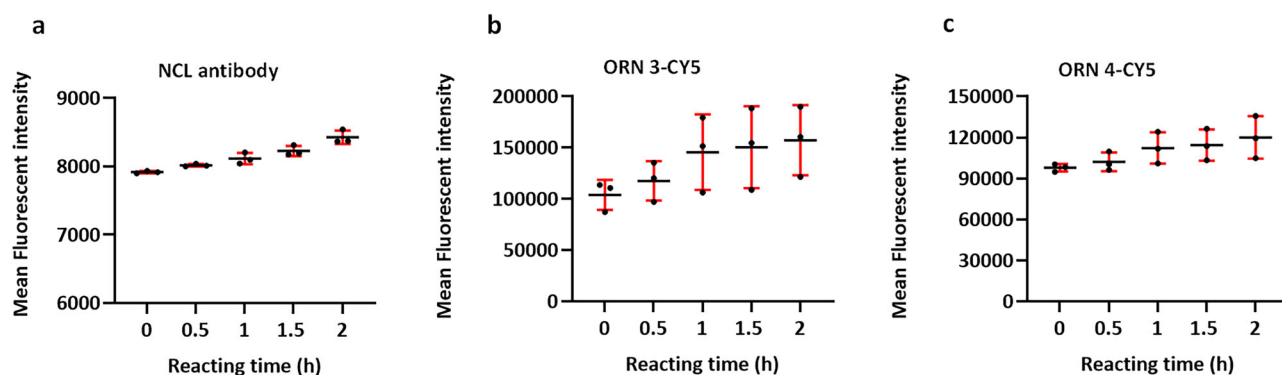 a
NCL antibody
Mean Fluorescent intensity
9000
8000
7000
6000
0 0.5 1 1.5 2
Reacting time (h)
b
ORN 3-CY5
Mean Fluorescent intensity
200000
150000
100000
50000
0
0 0.5 1 1.5 2
Reacting time (h)
c
ORN 4-CY5
Mean Fluorescent intensity
150000
120000
90000
60000
30000
0
0 0.5 1 1.5 2
Reacting time (h)